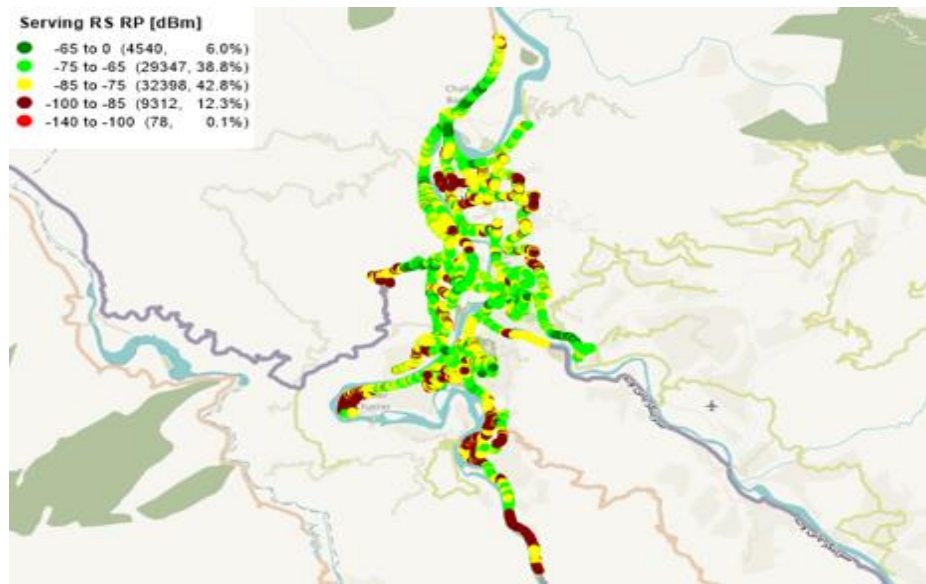 Serving RS RP [dBm]
-65 to 0 (4540, 6.0%)
-75 to -65 (29347, 38.8%)
-85 to -75 (32398, 42.8%)
-100 to -85 (9312, 12.3%)
-140 to -100 (78, 0.1%)